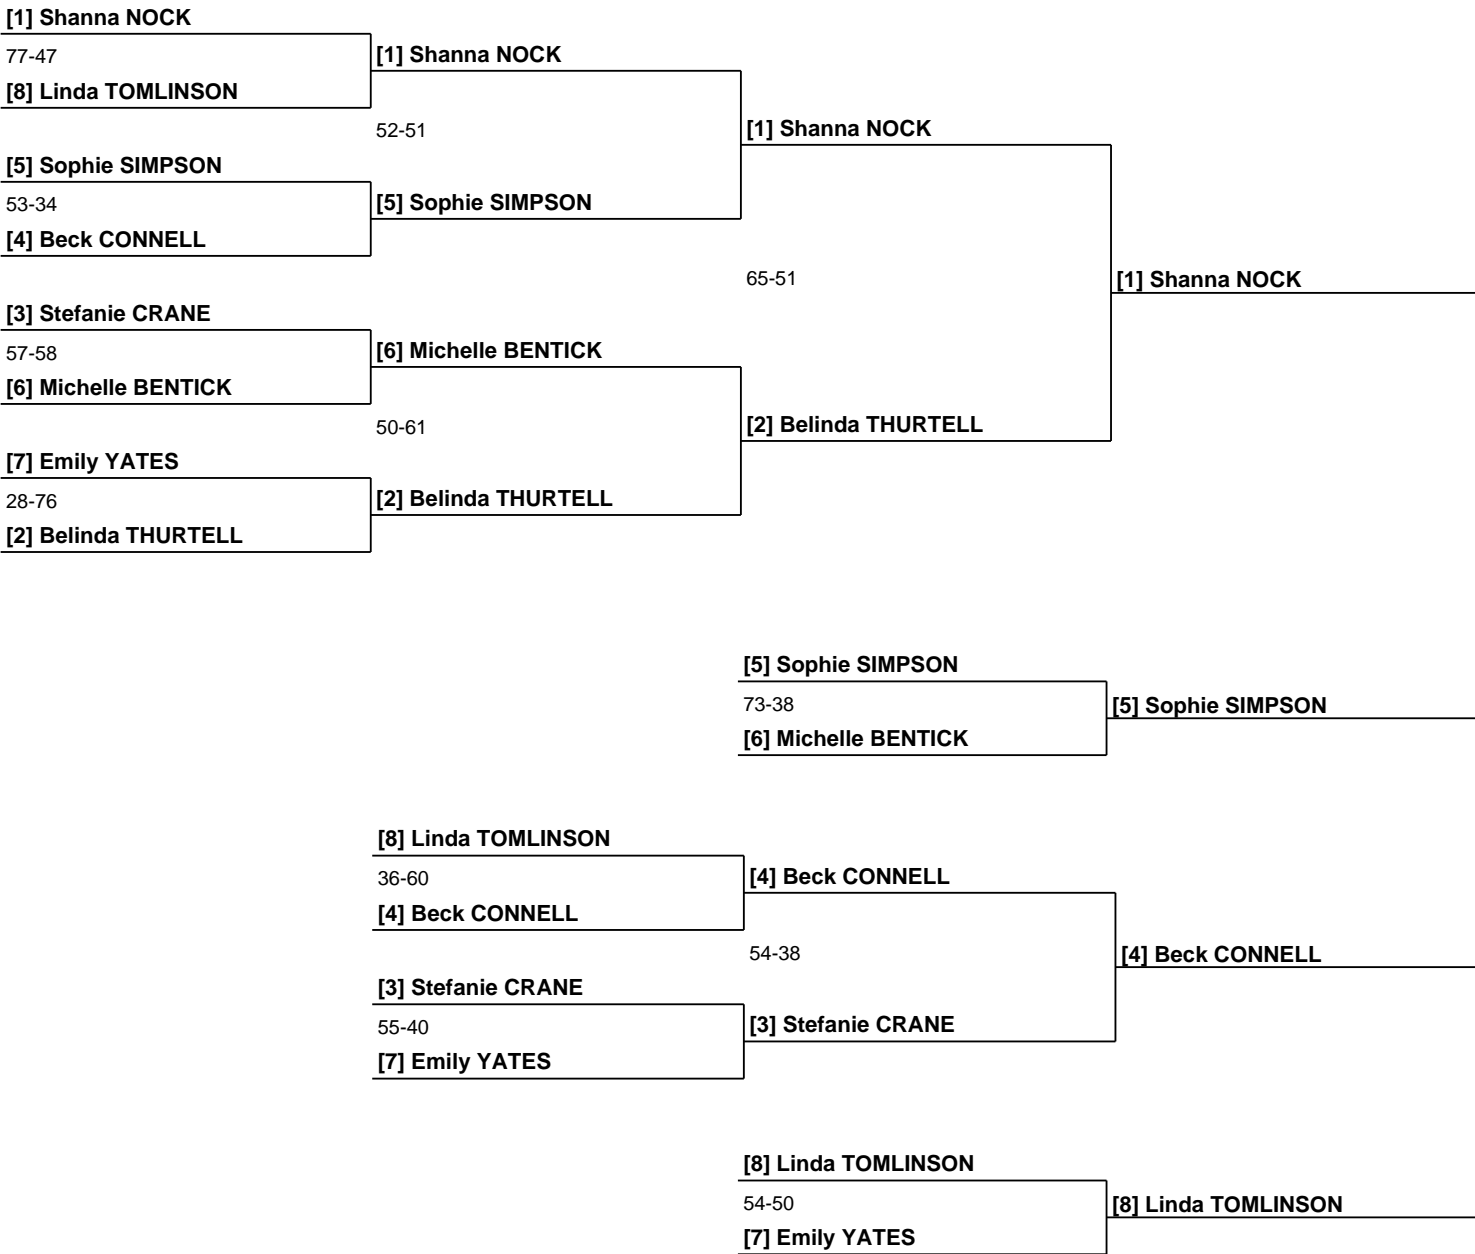 [1] Shanna NOCK
77-47
[1] Shanna NOCK
[8] Linda TOMLINSON
52-51
[1] Shanna NOCK
[5] Sophie SIMPSON
53-34
[5] Sophie SIMPSON
[4] Beck CONNELL
65-51
[1] Shanna NOCK
[3] Stefanie CRANE
57-58
[6] Michelle BENTICK
[6] Michelle BENTICK
50-61
[2] Belinda THURTELL
[7] Emily YATES
28-76
[2] Belinda THURTELL
[2] Belinda THURTELL
[5] Sophie SIMPSON
73-38
[5] Sophie SIMPSON
[6] Michelle BENTICK
[8] Linda TOMLINSON
36-60
[4] Beck CONNELL
[4] Beck CONNELL
54-38
[4] Beck CONNELL
[3] Stefanie CRANE
55-40
[3] Stefanie CRANE
[7] Emily YATES
[8] Linda TOMLINSON
54-50
[8] Linda TOMLINSON
[7] Emily YATES